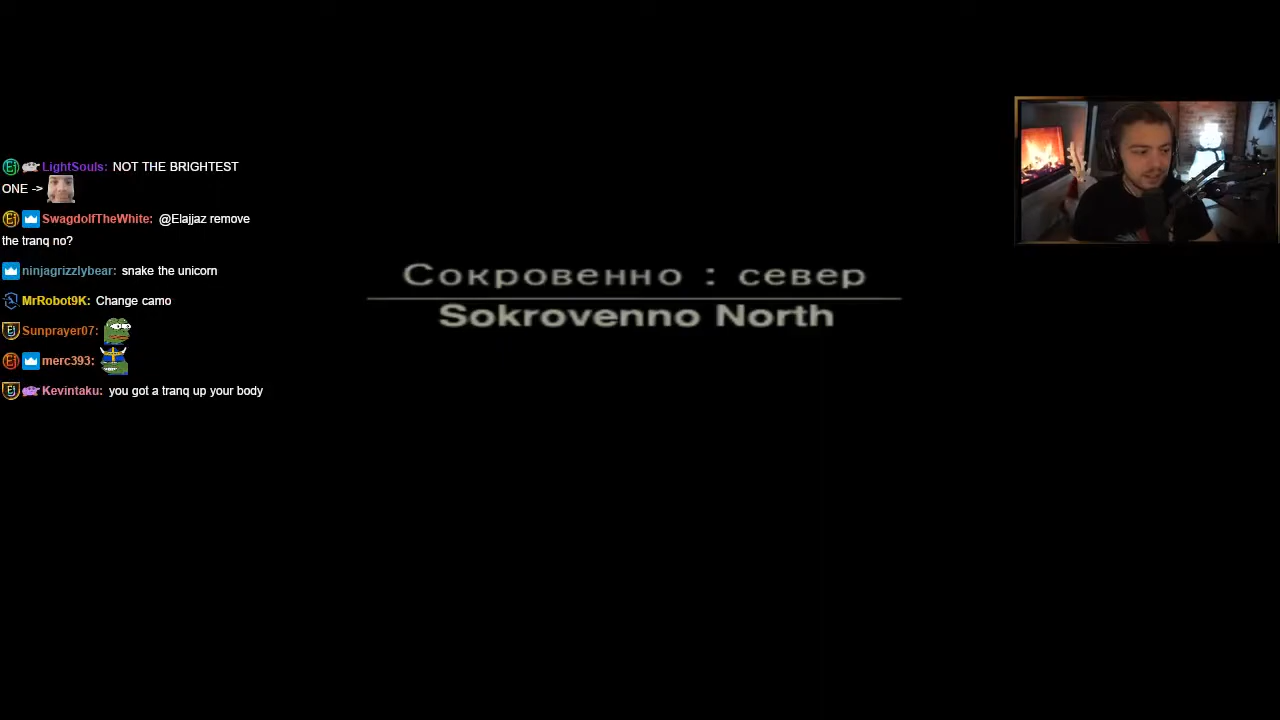 LightSouls: NOT THE BRIGHTEST
ONE ->
SwagdolfTheWhite: @Elajjaz remove
the tranq no?
ninjagrizzlybear: snake the unicorn
MrRobot9K: Change camo
Sunprayer07:
merc393:
Kevintaku: you got a tranq up your body
Сокровенно : север
Sokrovenno North